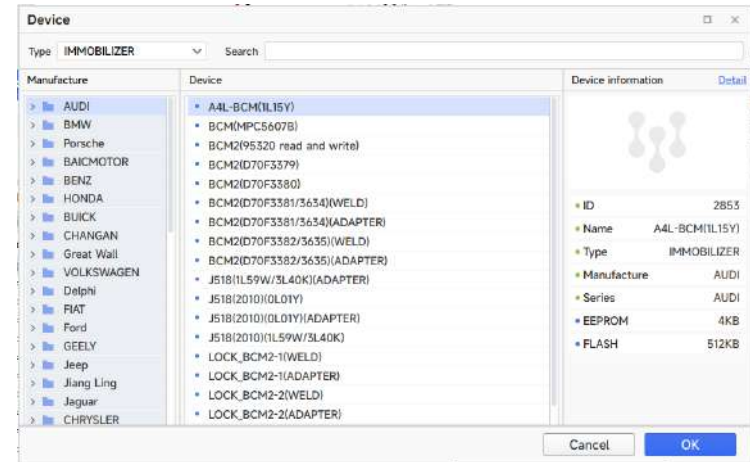 Device
Type IMMOBILIZER Search
Manufacture
AUDI
BMW
Porsche
BAICMOTOR
BENZ
HONDA
BUICK
CHANGAN
Great Wall
VOLKSWAGEN
Delphi
FIAT
Ford
GEELY
Jeep
Jiang Ling
Jaguar
CHRYSLER
Device
A4L-BCM(1L15Y)
BCM(MPC5607B)
BCM2(95320 read and write)
BCM2(D70F3379)
BCM2(D70F3380)
BCM2(D70F3381/3634)(WELD)
BCM2(D70F3381/3634)(ADAPTER)
BCM2(D70F3382/3635)(WELD)
BCM2(D70F3382/3635)(ADAPTER)
J518(1L59W/3L40K)(ADAPTER)
J518(2010)(0L01Y)
J518(2010)(0L01Y)(ADAPTER)
J518(2010)(1L59W/3L40K)
LOCK_BCM2-1(WELD)
LOCK_BCM2-1(ADAPTER)
LOCK_BCM2-2(WELD)
LOCK_BCM2-2(ADAPTER)
Device information Detail
ID 2853
Name A4L-BCM(1L15Y)
Type IMMOBILIZER
Manufacture AUDI
Series AUDI
EEPROM 4KB
FLASH 512KB
Cancel OK